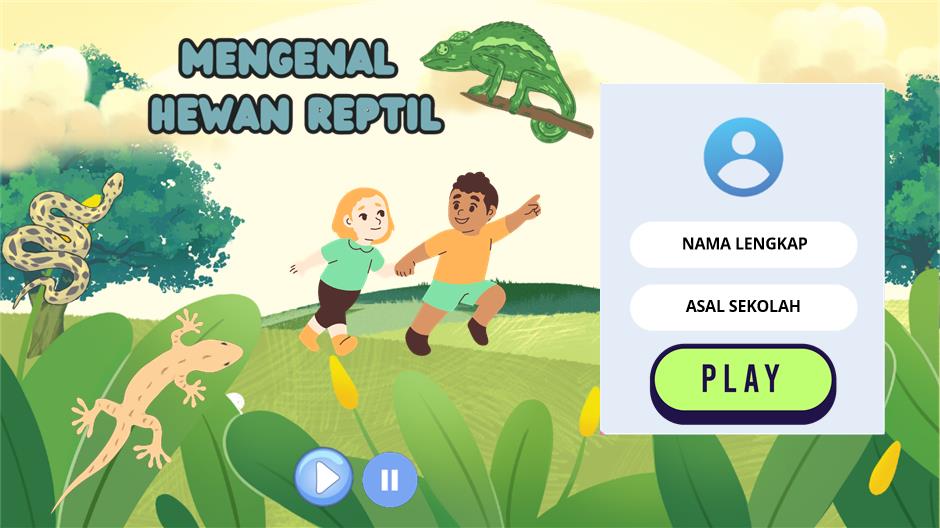 MENGENAL
HEWAN REPTIL
NAMA LENGKAP
ASAL SEKOLAH
PLAY